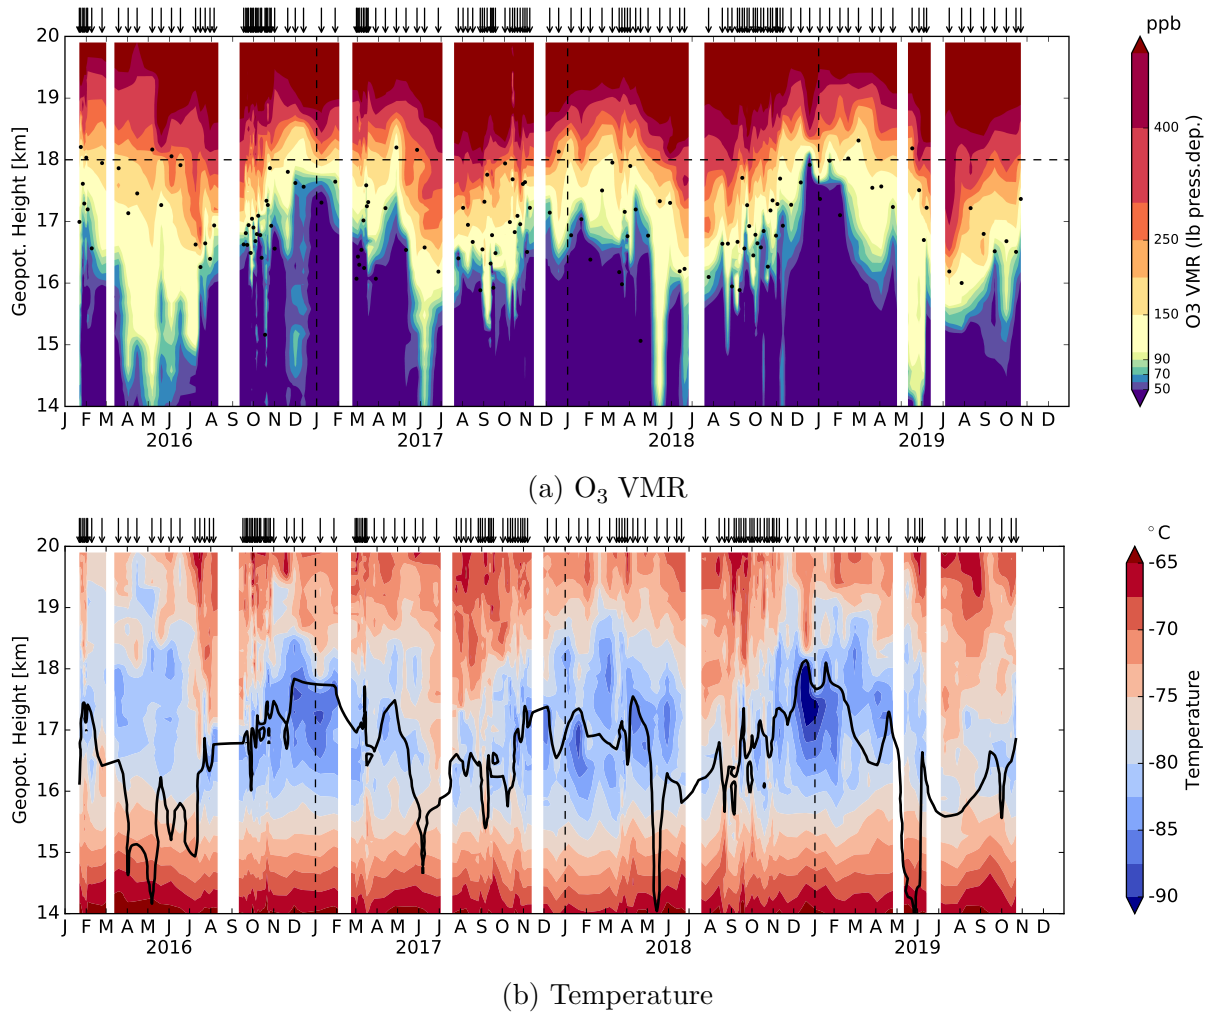 ppb
20
19
18
17
16
15
14
Geopot. Height [km]
400
250
150
90
70
50
O3 VMR (lb press.dep.)
J F M A M J J A S O N D J F M A M J J A S O N D J F M A M J J A S O N D J F M A M J J A S O N D
2016 2017 2018 2019
(a) O₃ VMR
°C
20
19
18
17
16
15
14
Geopot. Height [km]
-65
-70
-75
-80
-85
-90
Temperature
J F M A M J J A S O N D J F M A M J J A S O N D J F M A M J J A S O N D J F M A M J J A S O N D
2016 2017 2018 2019
(b) Temperature